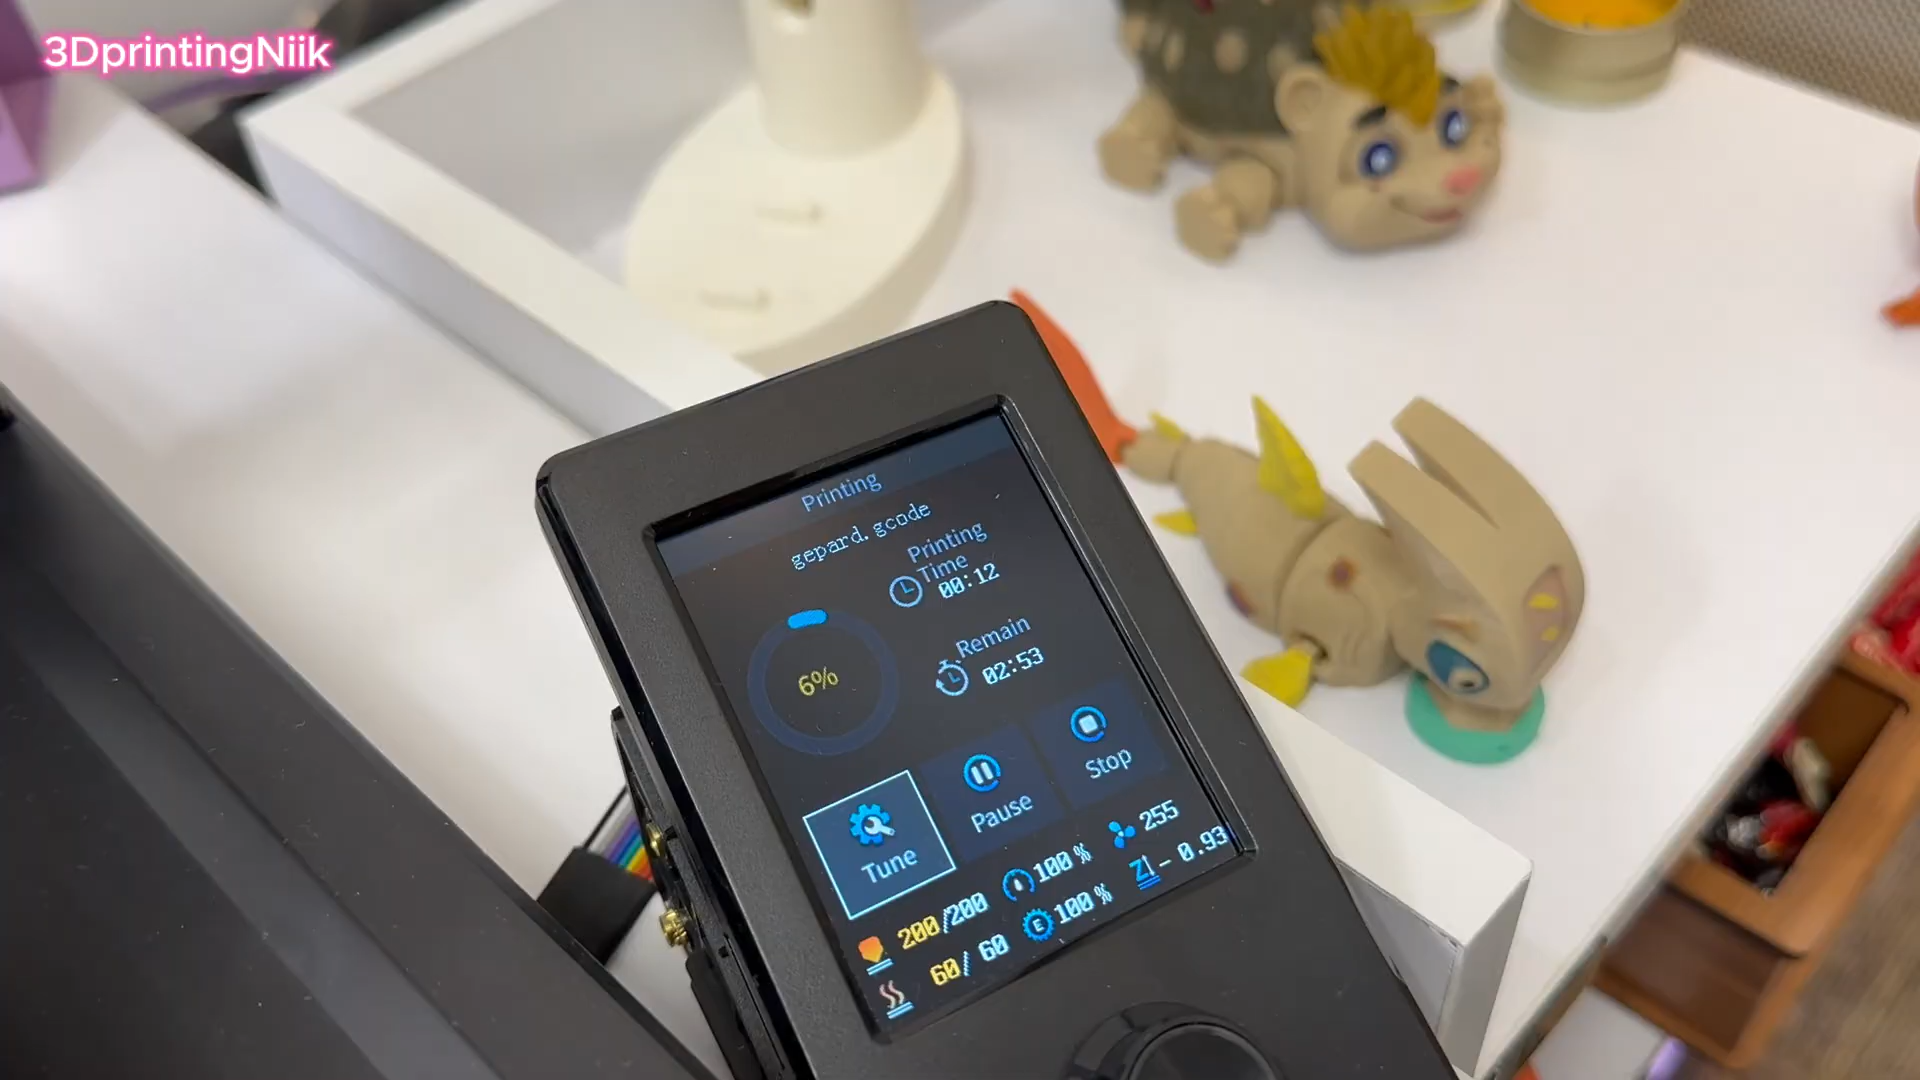 3DprintingNiik
Printing
gepard.gcode
Printing
Time
00:12
6%
Remain
02:53
Tune
Pause
Stop
200/200
100 %
255
60/ 60
E
100 %
Z
- 0.93